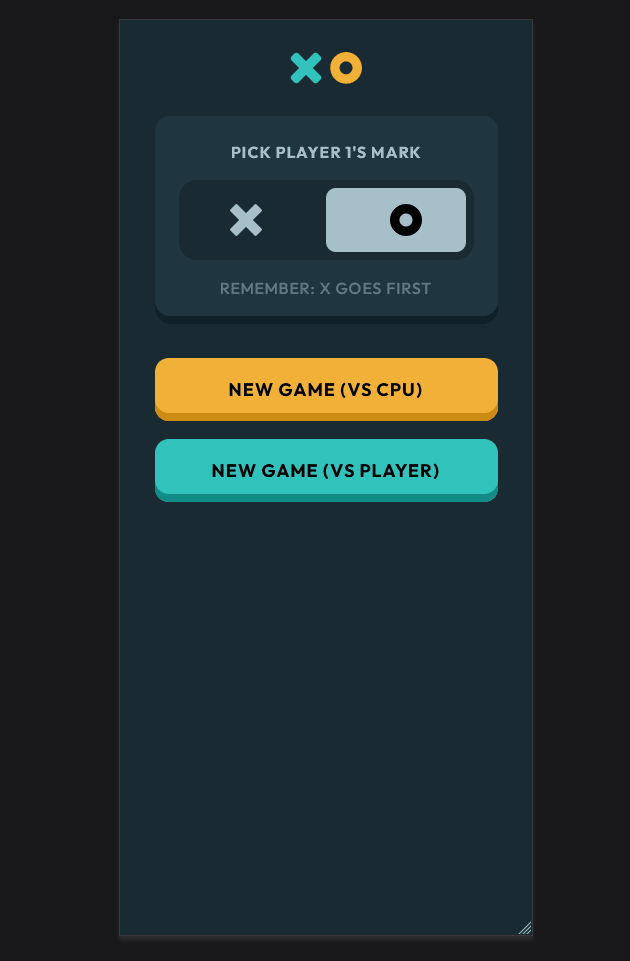 PICK PLAYER 1'S MARK
REMEMBER: X GOES FIRST
NEW GAME (VS CPU)
NEW GAME (VS PLAYER)